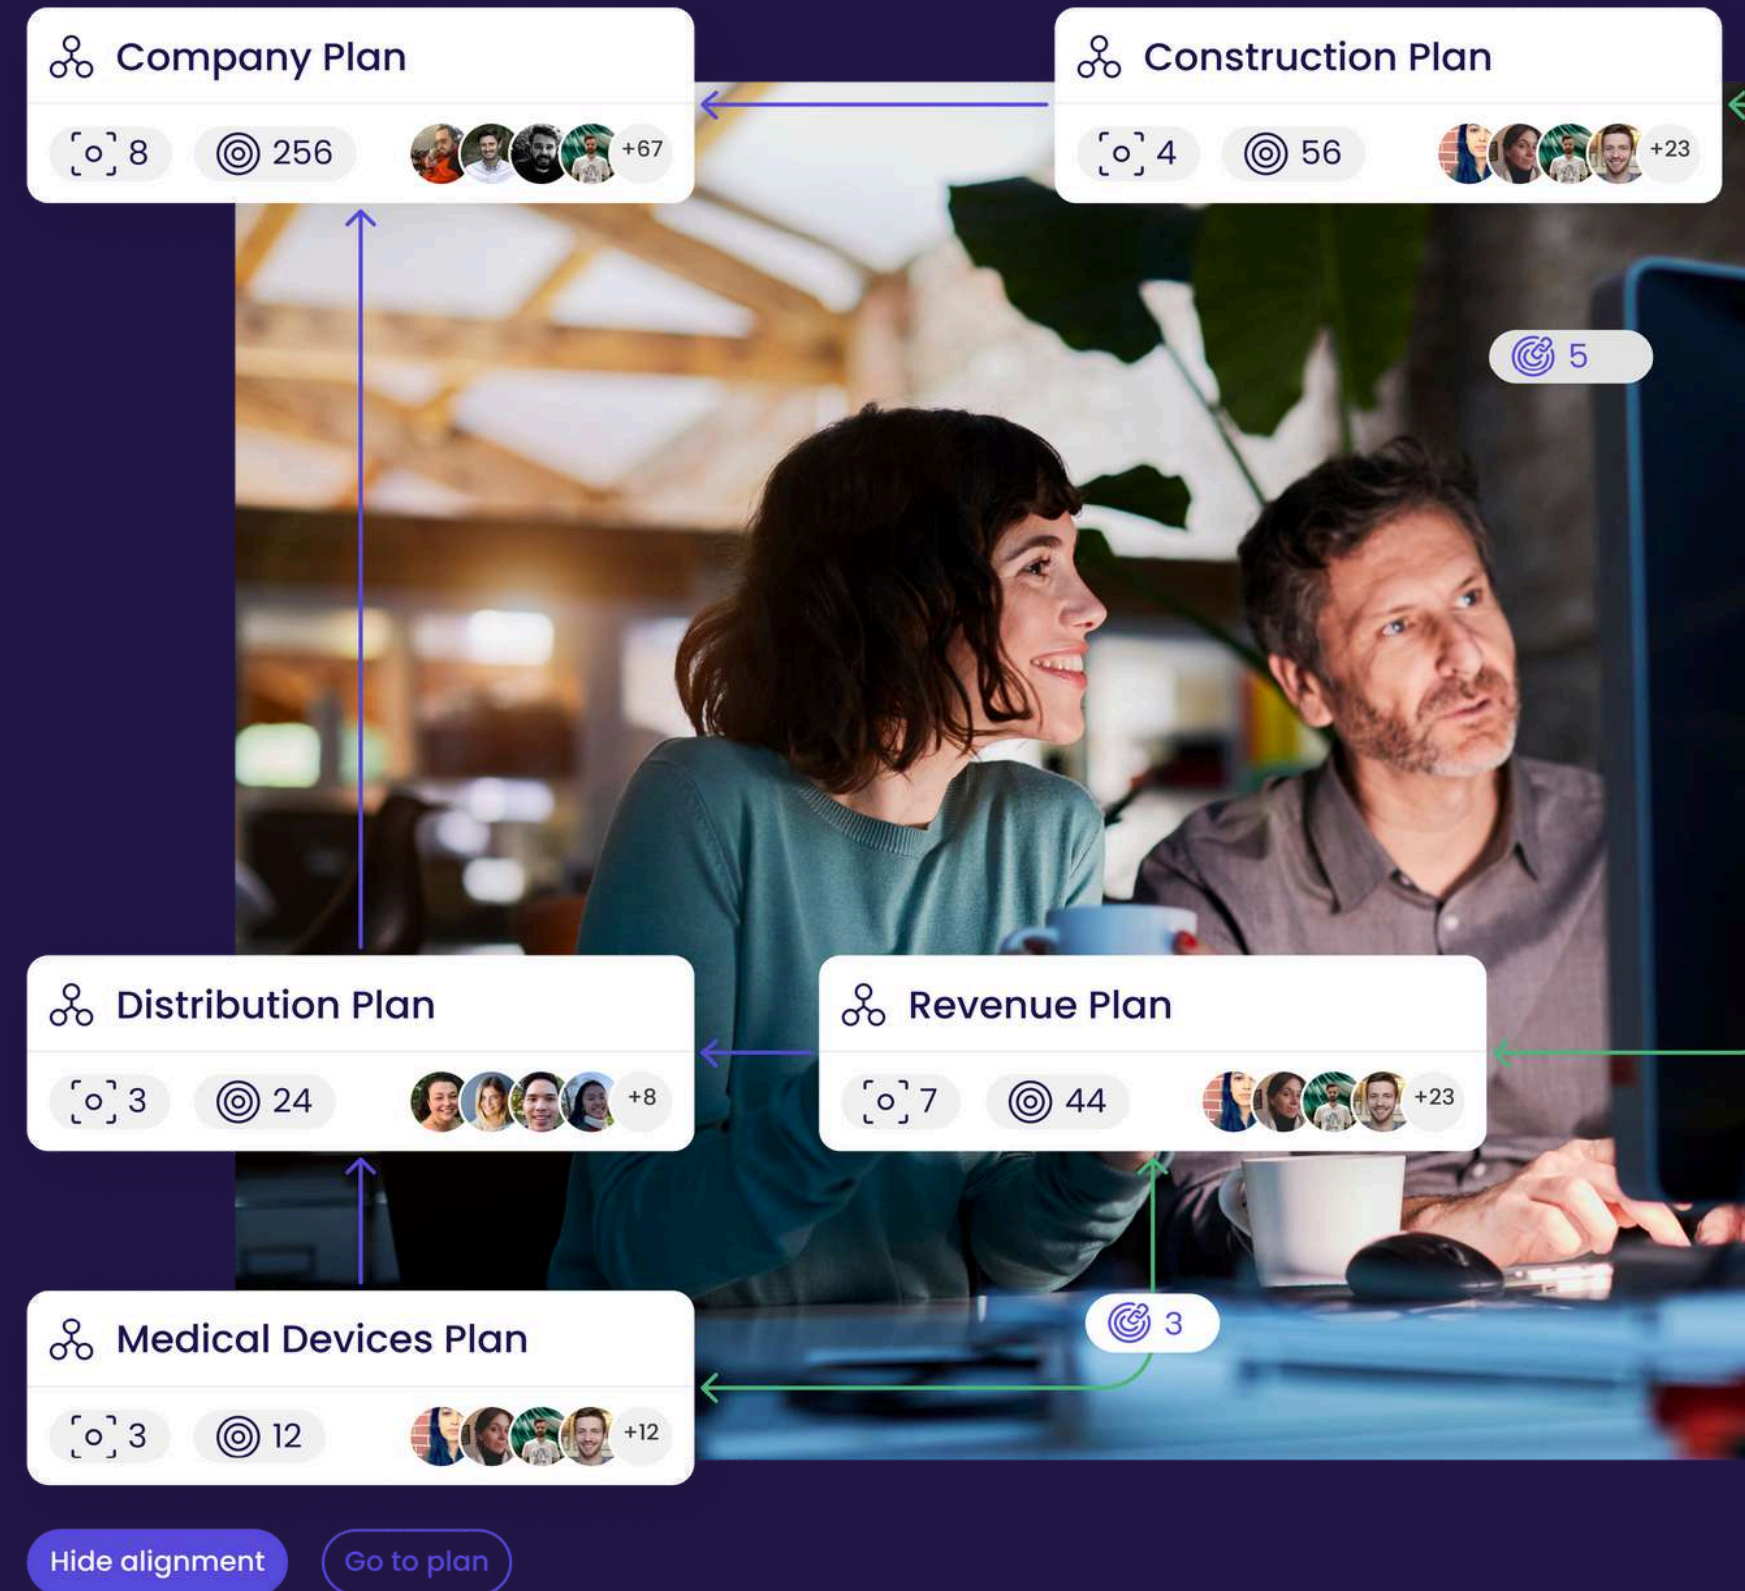 Company Plan
8 256 +67
Construction Plan
4 56 +23
5
Distribution Plan
3 24 +8
Revenue Plan
7 44 +23
3
Medical Devices Plan
3 12 +12
Hide alignment
Go to plan